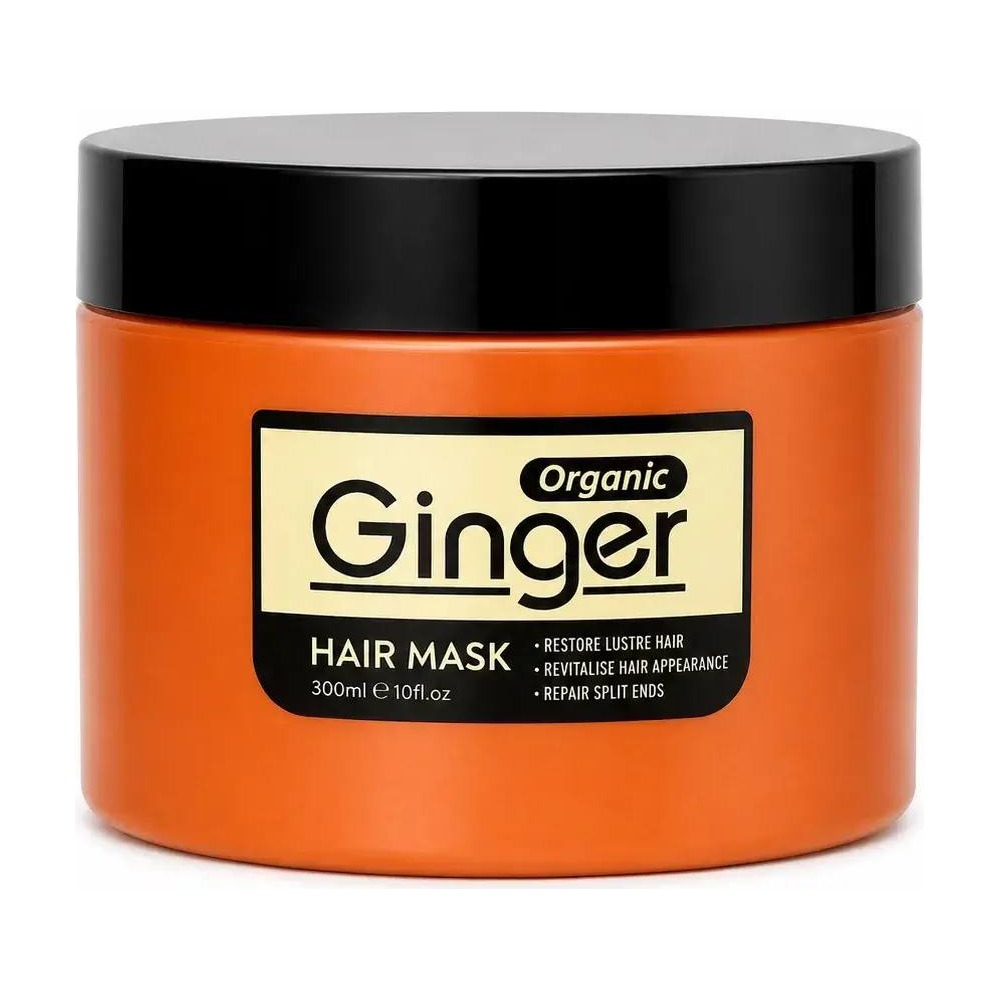 Organic
Ginger
HAIR MASK
300ml ℮ 10fl.oz
• RESTORE LUSTRE HAIR
• REVITALISE HAIR APPEARANCE
• REPAIR SPLIT ENDS